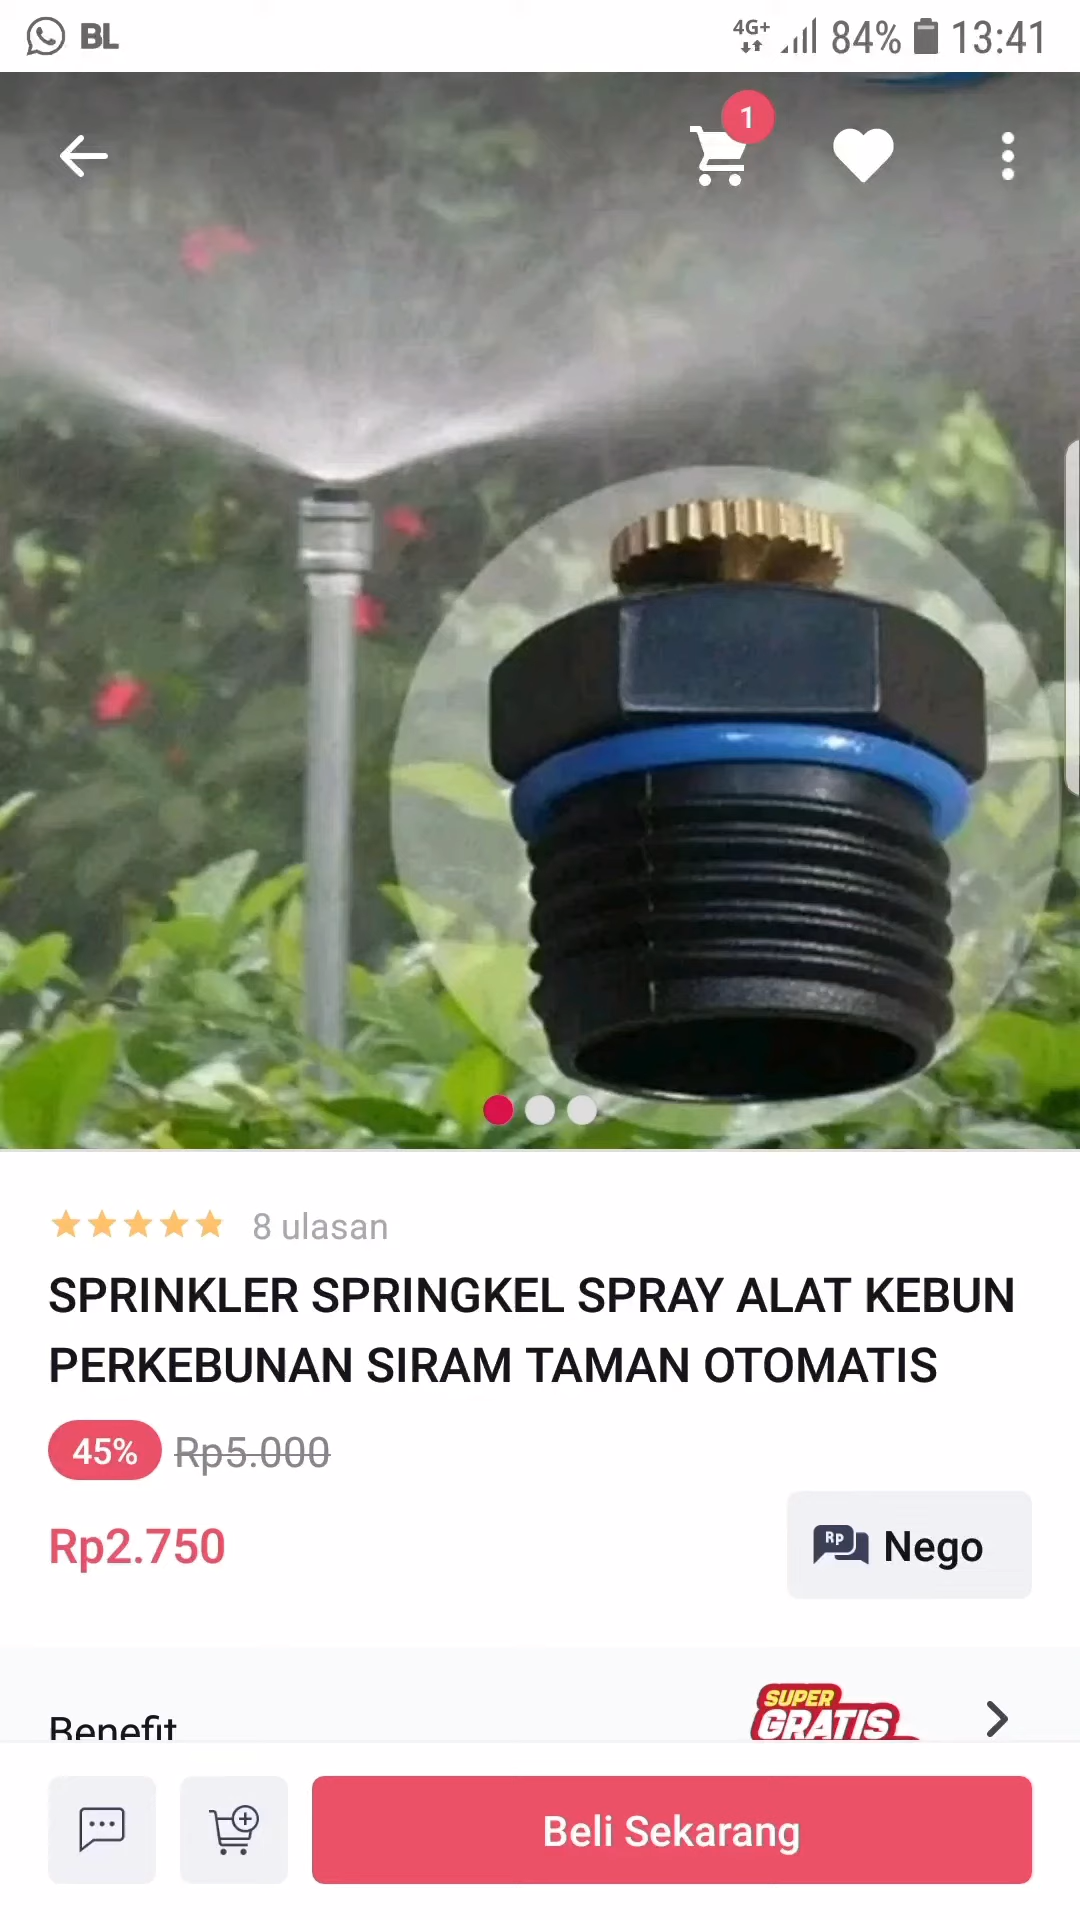 BL 4G+ 84% 13:41
1
8 ulasan
SPRINKLER SPRINGKEL SPRAY ALAT KEBUN
PERKEBUNAN SIRAM TAMAN OTOMATIS
45% Rp5.000
Rp2.750
Rp Nego
Benefit
SUPER
GRATIS
Beli Sekarang